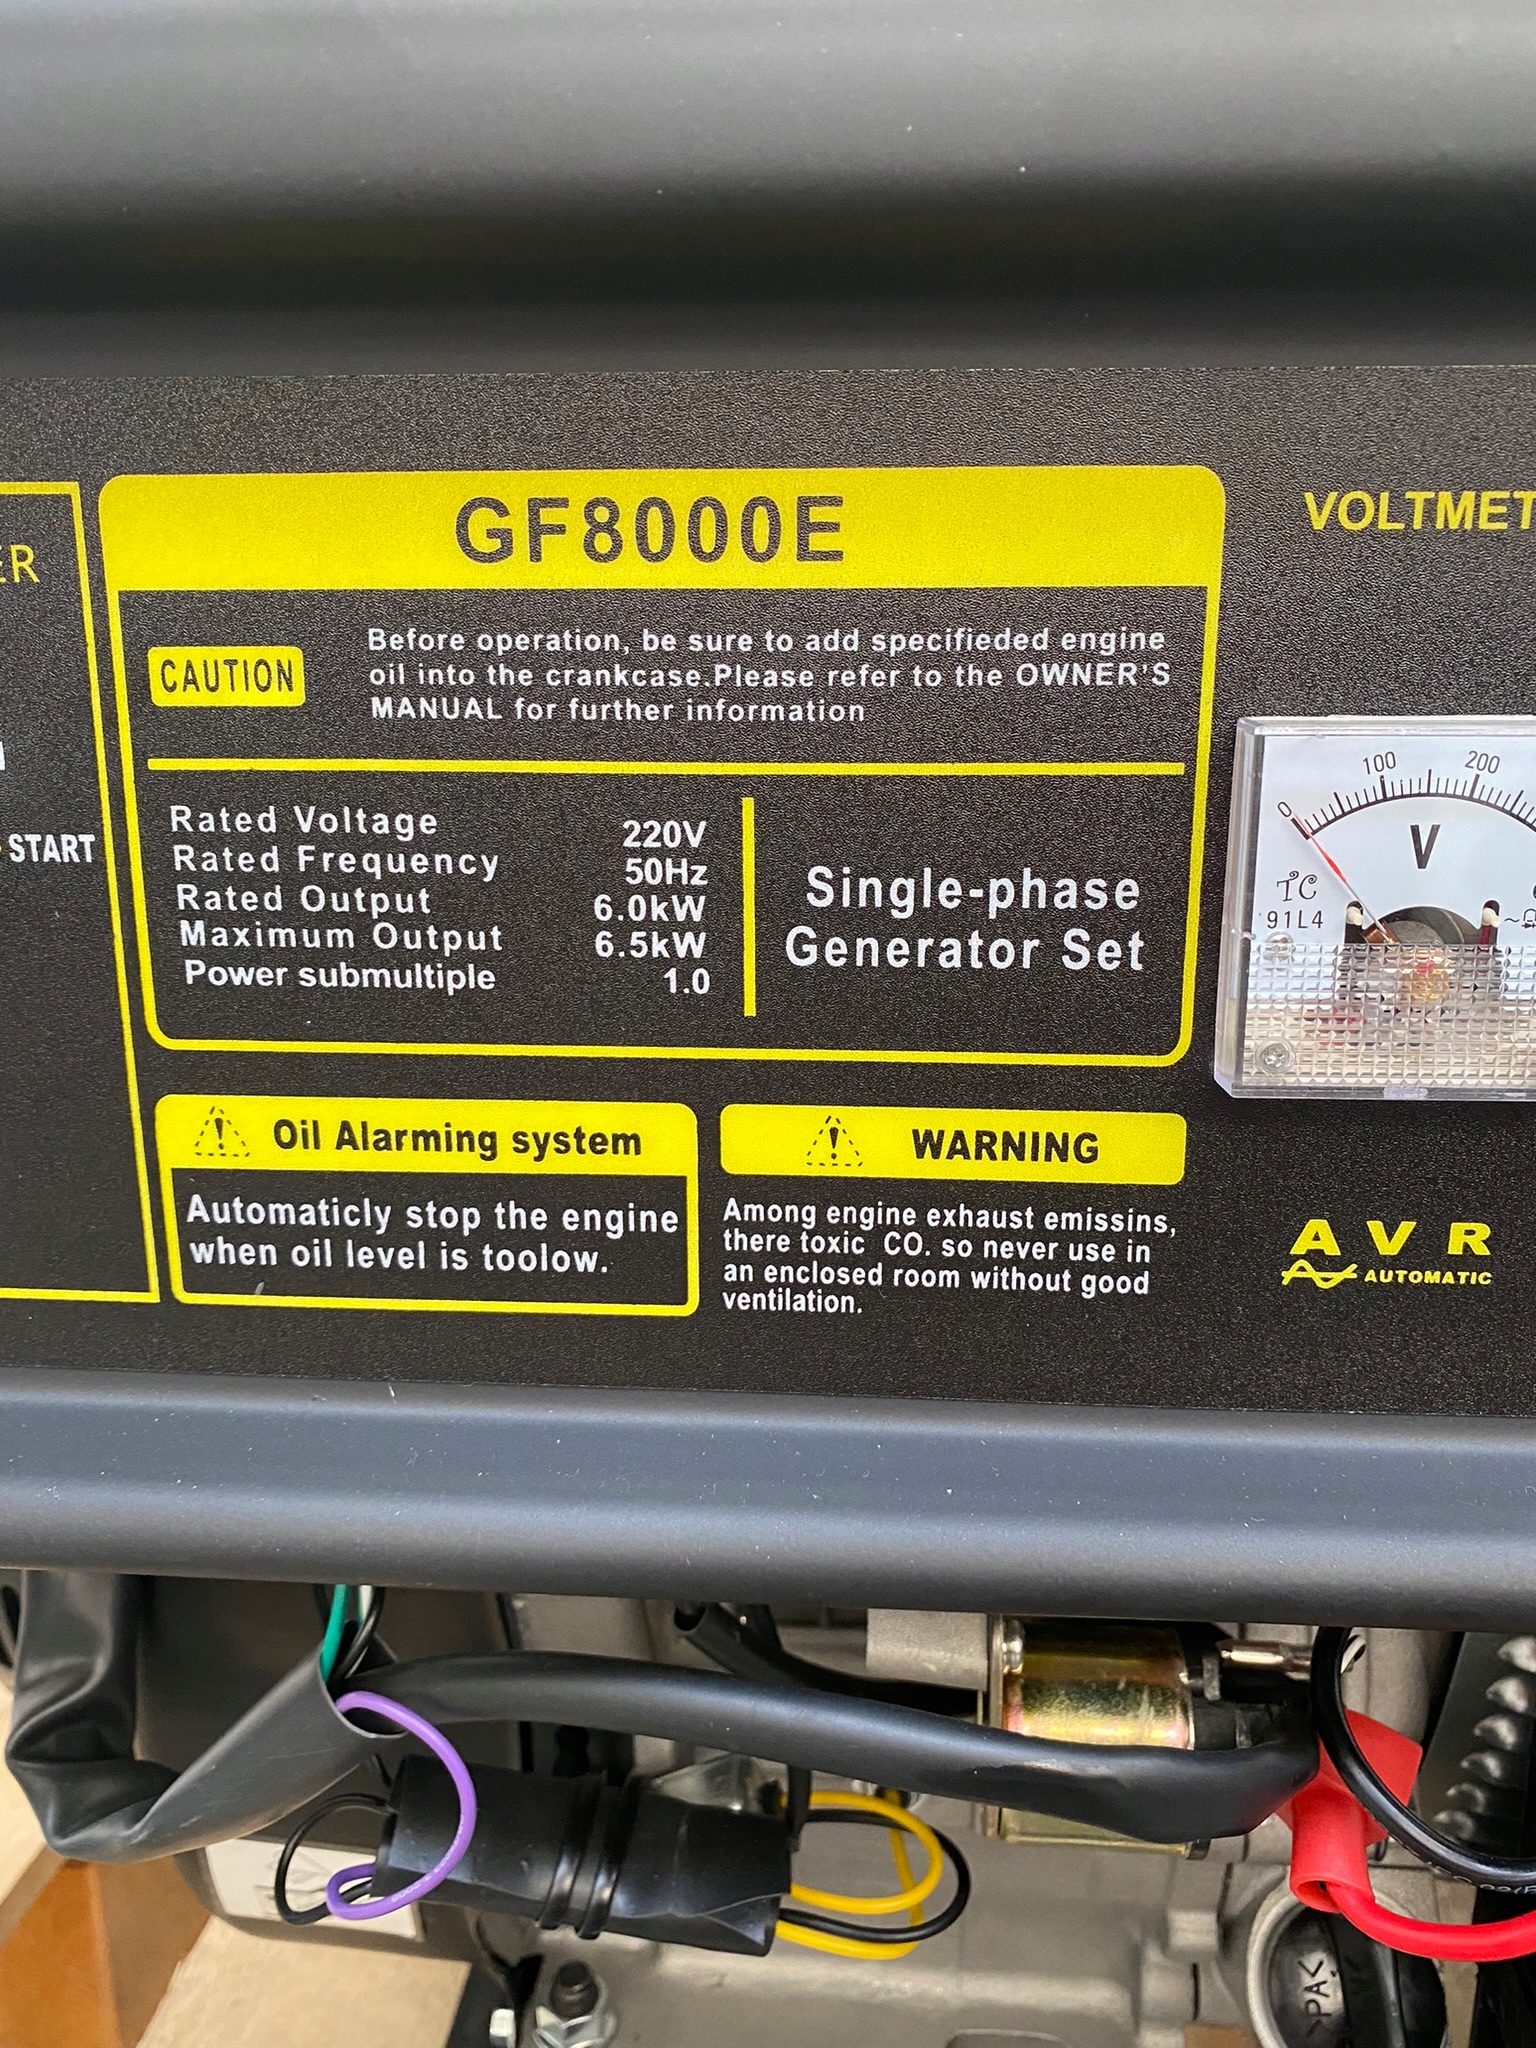 ER
START
GF8000E
CAUTION
Before operation, be sure to add specifieded engine
oil into the crankcase.Please refer to the OWNER'S
MANUAL for further information
Rated Voltage 220V
Rated Frequency 50Hz
Rated Output 6.0kW
Maximum Output 6.5kW
Power submultiple 1.0
Single-phase
Generator Set
Oil Alarming system
Automaticly stop the engine
when oil level is toolow.
WARNING
Among engine exhaust emissins,
there toxic CO. so never use in
an enclosed room without good
ventilation.
VOLTMET
0 100 200
V
TC
91L4
AVR
AUTOMATIC
>PA<